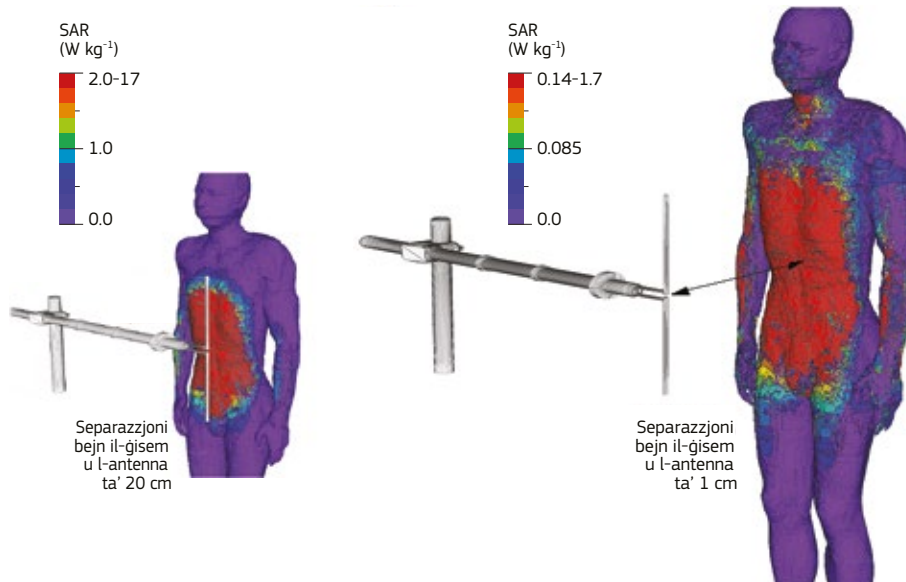 SAR
(W kg⁻¹)
2.0-17
1.0
0.0
Separazzjoni
bejn il-ġisem
u l-antenna
ta' 20 cm
SAR
(W kg⁻¹)
0.14-1.7
0.085
0.0
Separazzjoni
bejn il-ġisem
u l-antenna
ta' 1 cm